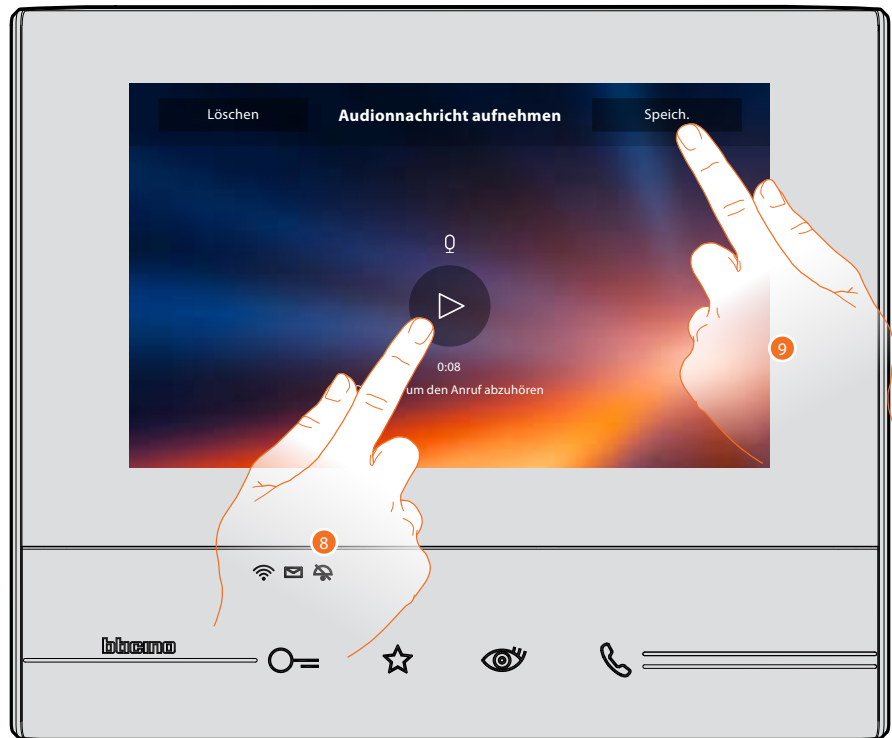 Löschen
Audionnachricht aufnehmen
Speich.
0:08
um den Anruf abzuhören
9
8
bticino